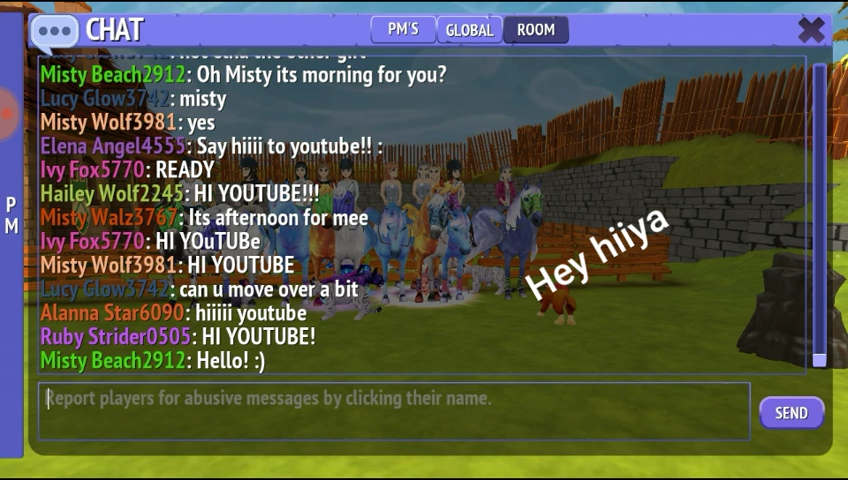 CHAT
PM'S GLOBAL ROOM
the other girl
Misty Beach2912: Oh Misty its morning for you?
Lucy Glow3742: misty
Misty Wolf3981: yes
Elena Angel4555: Say hiiii to youtube!! :
Ivy Fox5770: READY
Hailey Wolf2245: HI YOUTUBE!!!
Misty Walz3767: Its afternoon for mee
Ivy Fox5770: HI YOuTUBe
Misty Wolf3981: HI YOUTUBE
Lucy Glow3742: can u move over a bit
Alanna Star6090: hiiiii youtube
Ruby Strider0505: HI YOUTUBE!
Misty Beach2912: Hello! :)
PM
Hey hiiya
Report players for abusive messages by clicking their name.
SEND